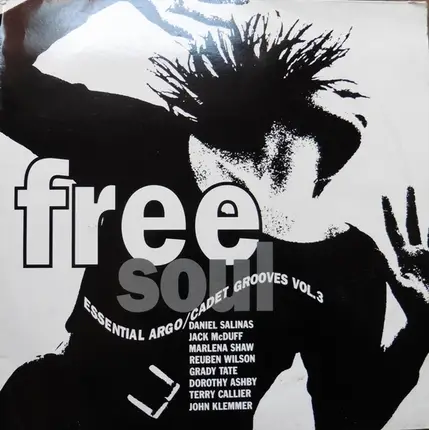 free
soul
ESSENTIAL ARGO/CADET GROOVES VOL.3
DANIEL SALINAS
JACK McDUFF
MARLENA SHAW
REUBEN WILSON
GRADY TATE
DOROTHY ASHBY
TERRY CALLIER
JOHN KLEMMER